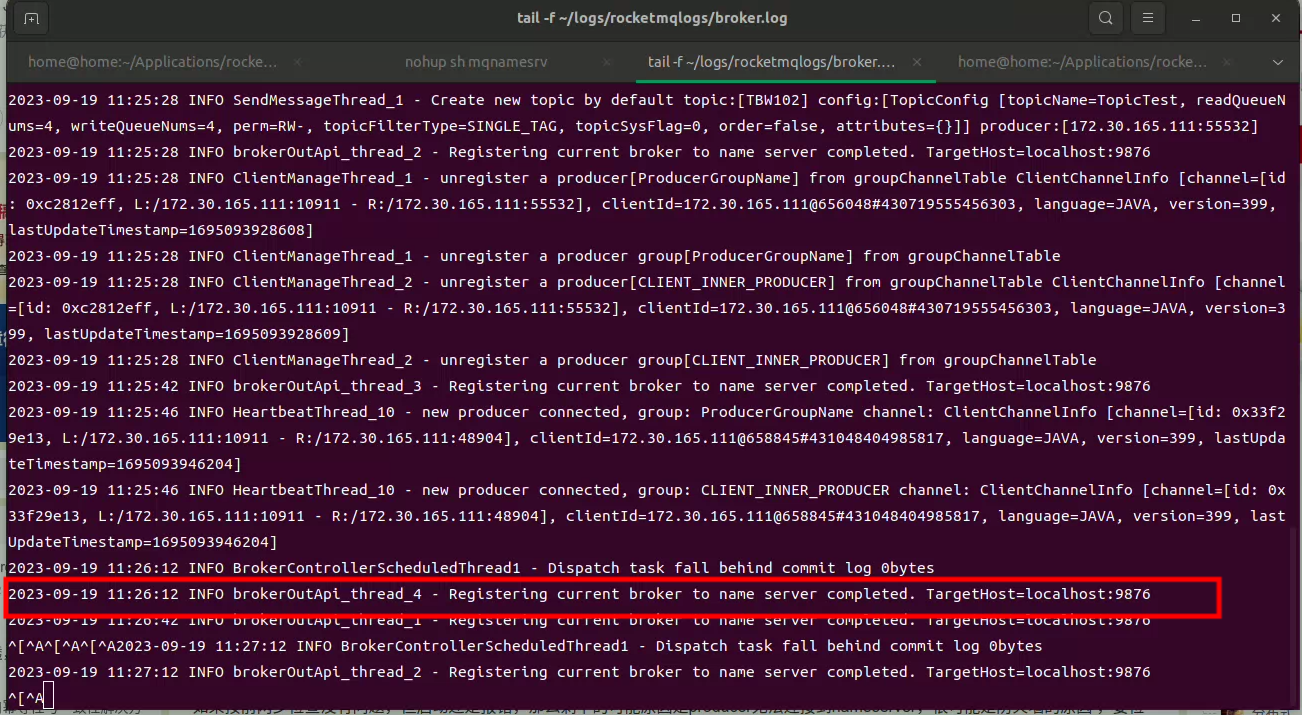 tail -f ~/logs/rocketmqlogs/broker.log
home@home:~/Applications/rocke...
nohup sh mqnamesrv
tail -f ~/logs/rocketmqlogs/broker....
home@home:~/Applications/rocke...
2023-09-19 11:25:28 INFO SendMessageThread_1 - Create new topic by default topic:[TBW102] config:[TopicConfig [topicName=TopicTest, readQueueN
ums=4, writeQueueNums=4, perm=RW-, topicFilterType=SINGLE_TAG, topicSysFlag=0, order=false, attributes={}]] producer:[172.30.165.111:55532]
2023-09-19 11:25:28 INFO brokerOutApi_thread_2 - Registering current broker to name server completed. TargetHost=localhost:9876
2023-09-19 11:25:28 INFO ClientManageThread_1 - unregister a producer[ProducerGroupName] from groupChannelTable ClientChannelInfo [channel=[id
: 0xc2812eff, L:/172.30.165.111:10911 - R:/172.30.165.111:55532], clientId=172.30.165.111@656048#430719555456303, language=JAVA, version=399,
lastUpdateTimestamp=1695093928608]
2023-09-19 11:25:28 INFO ClientManageThread_1 - unregister a producer group[ProducerGroupName] from groupChannelTable
2023-09-19 11:25:28 INFO ClientManageThread_2 - unregister a producer[CLIENT_INNER_PRODUCER] from groupChannelTable ClientChannelInfo [channel
=[id: 0xc2812eff, L:/172.30.165.111:10911 - R:/172.30.165.111:55532], clientId=172.30.165.111@656048#430719555456303, language=JAVA, version=3
99, lastUpdateTimestamp=1695093928609]
2023-09-19 11:25:28 INFO ClientManageThread_2 - unregister a producer group[CLIENT_INNER_PRODUCER] from groupChannelTable
2023-09-19 11:25:42 INFO brokerOutApi_thread_3 - Registering current broker to name server completed. TargetHost=localhost:9876
2023-09-19 11:25:46 INFO HeartbeatThread_10 - new producer connected, group: ProducerGroupName channel: ClientChannelInfo [channel=[id: 0x33f2
9e13, L:/172.30.165.111:10911 - R:/172.30.165.111:48904], clientId=172.30.165.111@658845#431048404985817, language=JAVA, version=399, lastUpda
teTimestamp=1695093946204]
2023-09-19 11:25:46 INFO HeartbeatThread_10 - new producer connected, group: CLIENT_INNER_PRODUCER channel: ClientChannelInfo [channel=[id: 0x
33f29e13, L:/172.30.165.111:10911 - R:/172.30.165.111:48904], clientId=172.30.165.111@658845#431048404985817, language=JAVA, version=399, last
UpdateTimestamp=1695093946204]
2023-09-19 11:26:12 INFO BrokerControllerScheduledThread1 - Dispatch task fall behind commit log 0bytes
2023-09-19 11:26:12 INFO brokerOutApi_thread_4 - Registering current broker to name server completed. TargetHost=localhost:9876
2023-09-19 11:26:42 INFO brokerOutApi_thread_1 - Registering current broker to name server completed. TargetHost=localhost:9876
^[^A^[^A^[^A2023-09-19 11:27:12 INFO BrokerControllerScheduledThread1 - Dispatch task fall behind commit log 0bytes
2023-09-19 11:27:12 INFO brokerOutApi_thread_2 - Registering current broker to name server completed. TargetHost=localhost:9876
^[^A